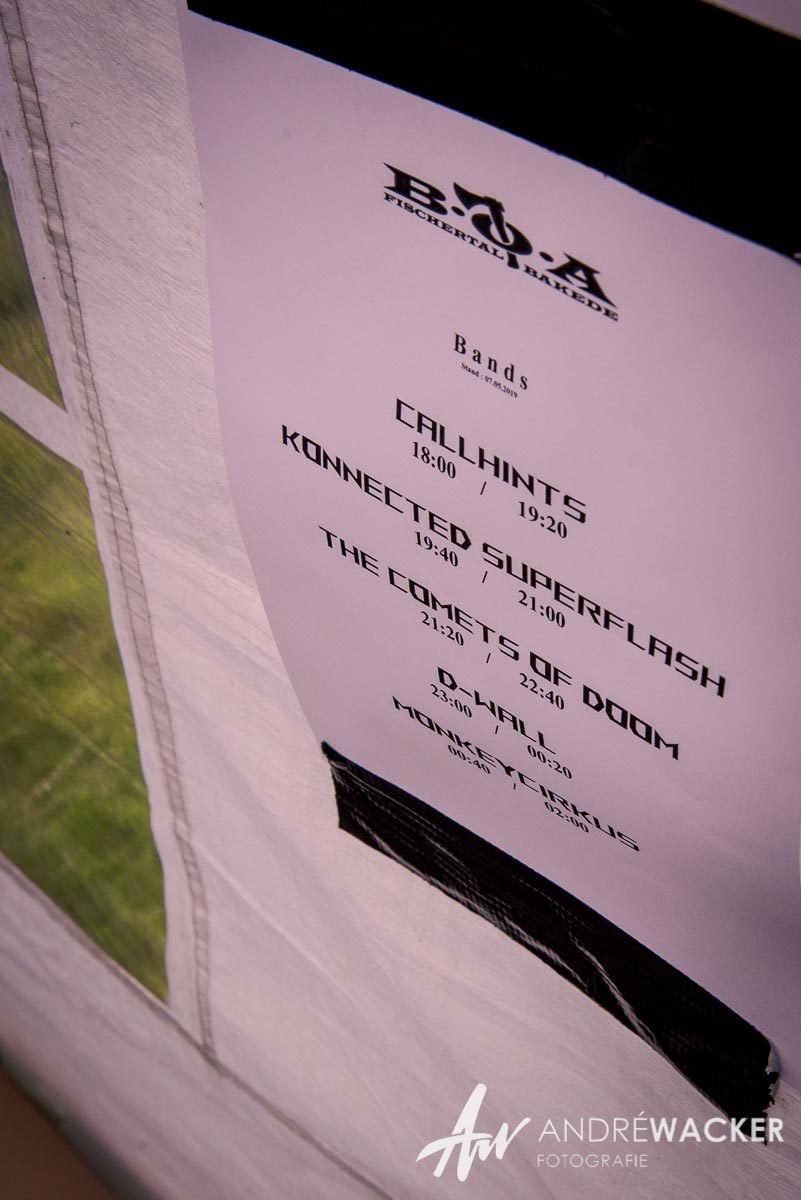 B·O·A
FISCHERTAL BAKEDE
Bands
Stand : 07.05.2019
CALLHINTS
18:00 / 19:20
KONNECTED SUPERFLASH
19:40 / 21:00
THE COMETS OF DOOM
21:20 / 22:40
D-WALL
23:00 / 00:20
MONKEYCIRKUS
00:40 / 02:00
AW ANDRÉWACKER
FOTOGRAFIE